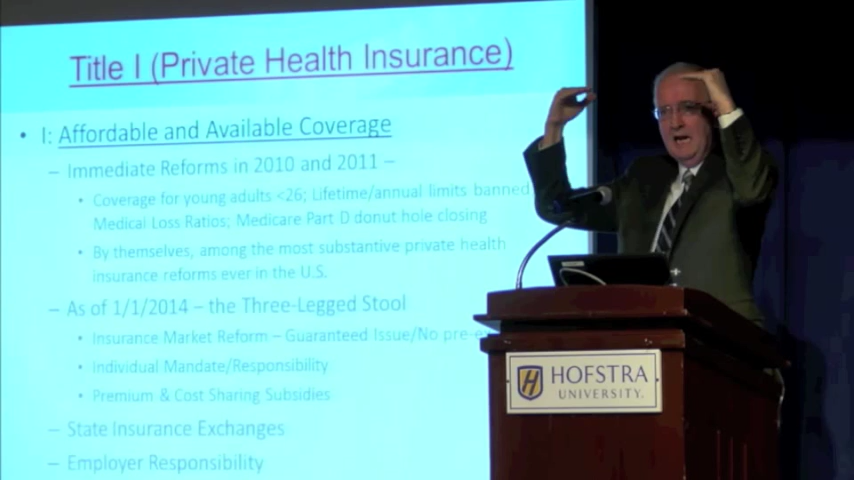 Title I (Private Health Insurance)
• I: Affordable and Available Coverage
– Immediate Reforms in 2010 and 2011 –
• Coverage for young adults <26; Lifetime/annual limits banned
Medical Loss Ratios; Medicare Part D donut hole closing
• By themselves, among the most substantive private health
insurance reforms ever in the U.S.
– As of 1/1/2014 – the Three-Legged Stool
• Insurance Market Reform – Guaranteed Issue/No pre-e
• Individual Mandate/Responsibility
• Premium & Cost Sharing Subsidies
– State Insurance Exchanges
– Employer Responsibility
H HOFSTRA
UNIVERSITY.